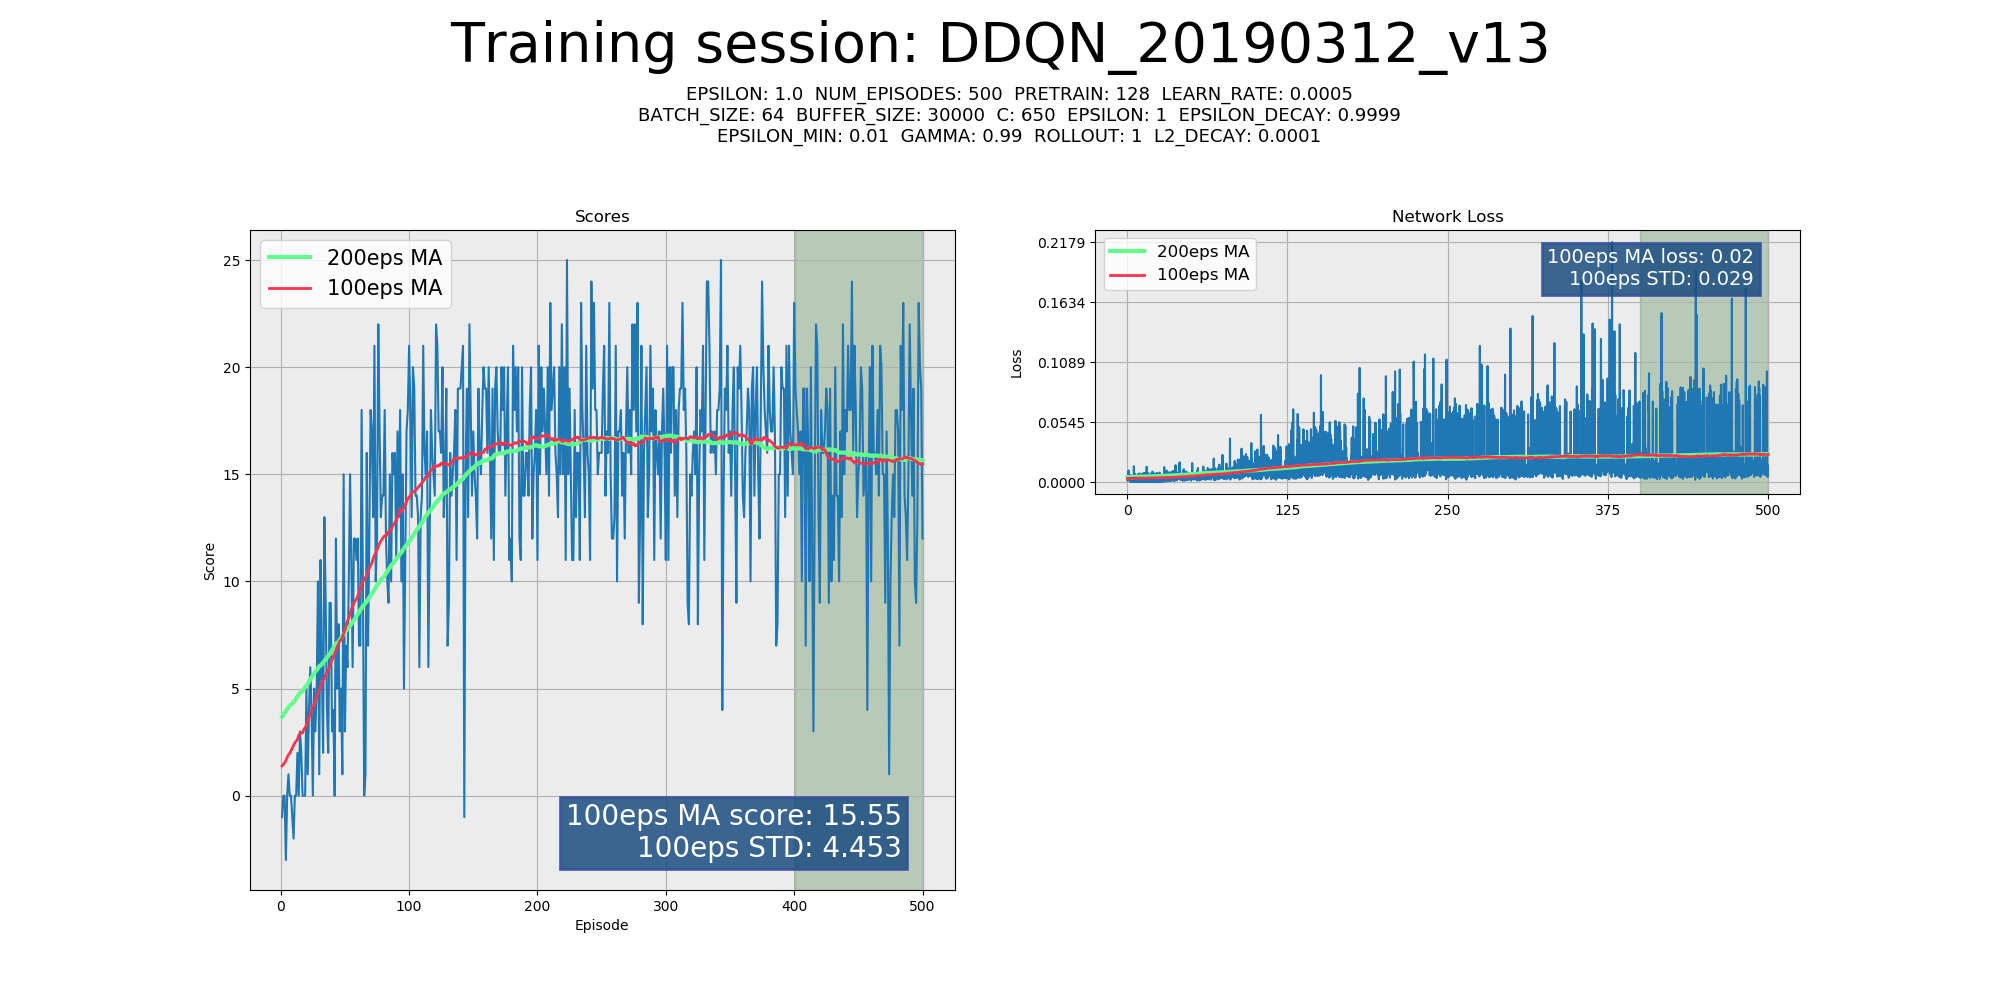 Training session: DDQN_20190312_v13
EPSILON: 1.0  NUM_EPISODES: 500  PRETRAIN: 128  LEARN_RATE: 0.0005
BATCH_SIZE: 64  BUFFER_SIZE: 30000  C: 650  EPSILON: 1  EPSILON_DECAY: 0.9999
EPSILON_MIN: 0.01  GAMMA: 0.99  ROLLOUT: 1  L2_DECAY: 0.0001
Scores
200eps MA
100eps MA
25
20
15
10
5
0
Score
100eps MA score: 15.55
100eps STD: 4.453
0
100
200
300
400
500
Episode
Network Loss
200eps MA
100eps MA
100eps MA loss: 0.02
100eps STD: 0.029
0.2179
0.1634
0.1089
0.0545
0.0000
Loss
0
125
250
375
500